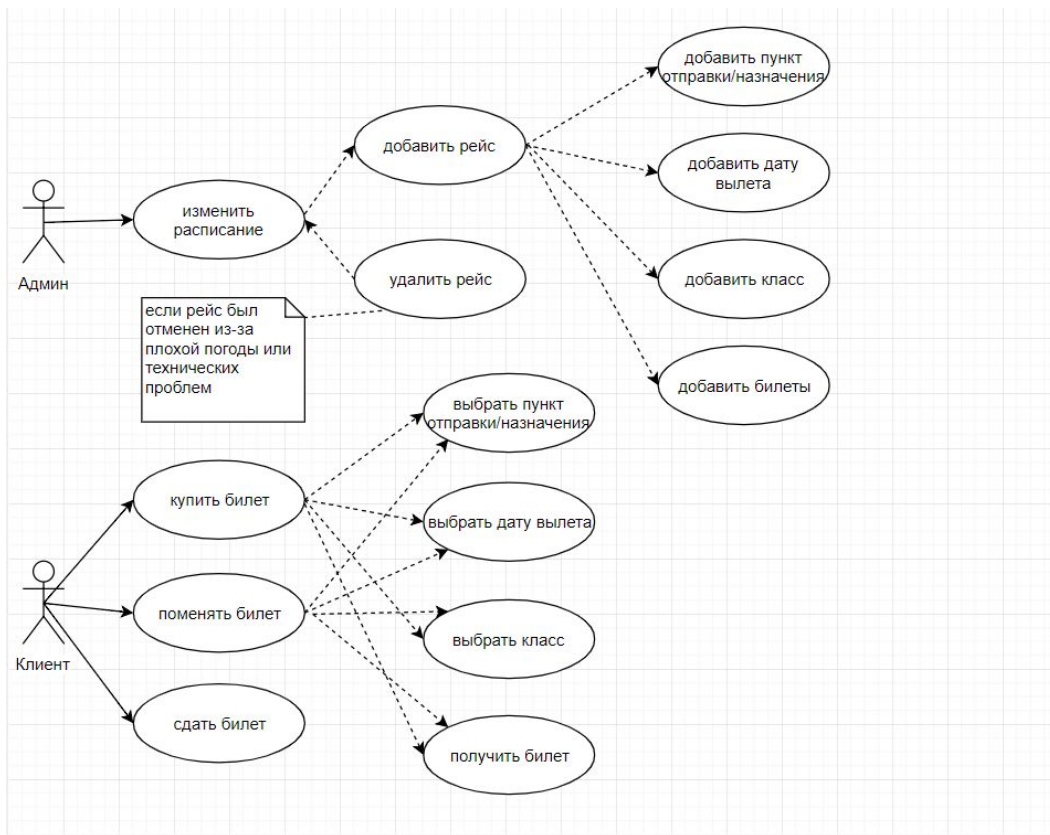 добавить пункт
отправки/назначения
добавить рейс
добавить дату
вылета
изменить
расписание
Админ
удалить рейс
добавить класс
если рейс был
отменен из-за
плохой погоды или
технических
проблем
добавить билеты
выбрать пункт
отправки/назначения
купить билет
выбрать дату вылета
поменять билет
выбрать класс
Клиент
сдать билет
получить билет